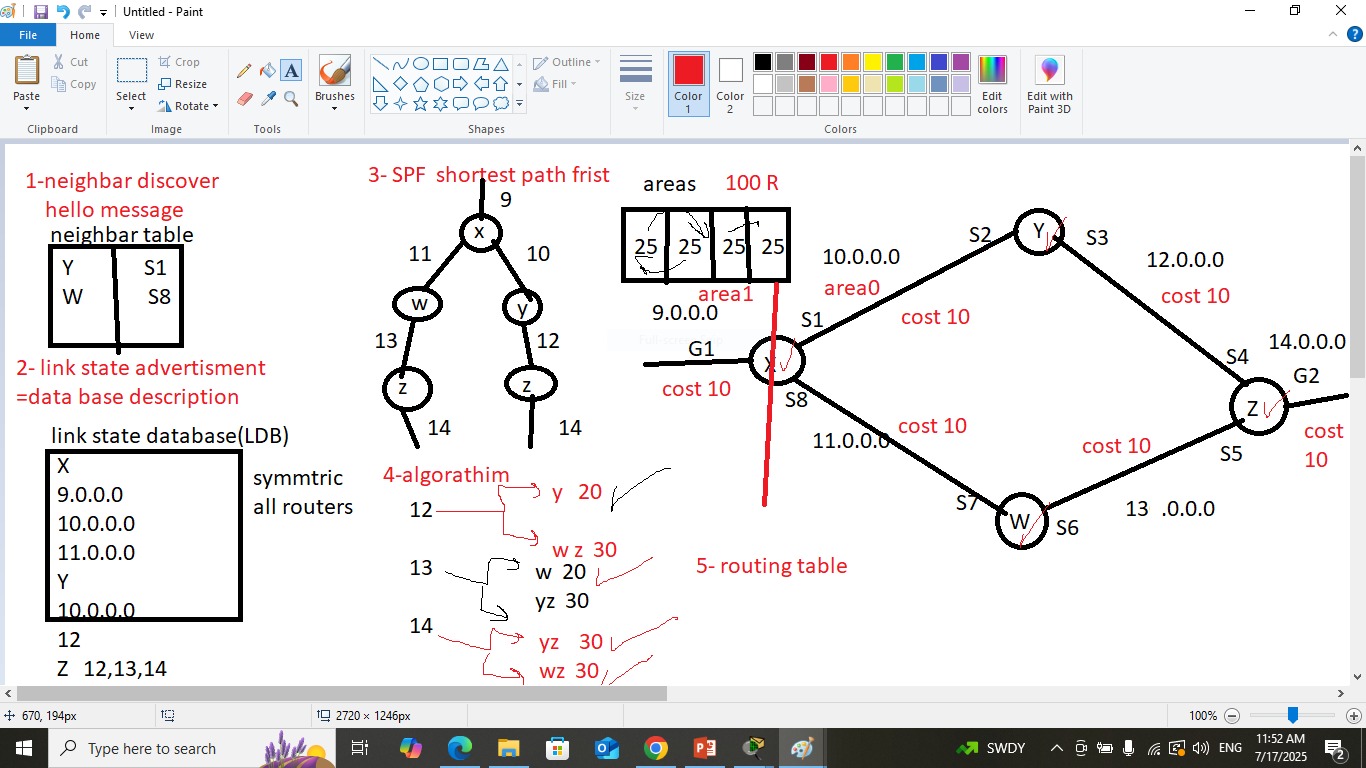 Untitled - Paint
File
Home
View
Paste
Cut
Copy
Clipboard
Select
Crop
Resize
Rotate
Image
A
Tools
Brushes
Shapes
Outline
Fill
Size
Color 1
Color 2
Colors
Edit colors
Edit with Paint 3D
1-neighbar discover
hello message
neighbar table
Y S1
W S8
2- link state advertisment
=data base description
link state database(LDB)
X
9.0.0.0
10.0.0.0
11.0.0.0
Y
10.0.0.0
12
Z 12,13,14
symmtric
all routers
3- SPF shortest path frist
9
x
11
10
w
y
13
12
z
z
14
14
4-algorathim
12
y 20
w z 30
13
w 20
yz 30
14
yz 30
wz 30
areas
100 R
25 25 25 25
area1
9.0.0.0
G1
cost 10
X
S1
S8
10.0.0.0
area0
cost 10
S2
Y
S3
12.0.0.0
cost 10
S4
14.0.0.0
G2
Z
cost
10
S5
11.0.0.0
cost 10
S7
W
S6
cost 10
13 .0.0.0
5- routing table
670, 194px
2720 × 1246px
100%
Type here to search
SWDY
ENG
11:52 AM
7/17/2025
2